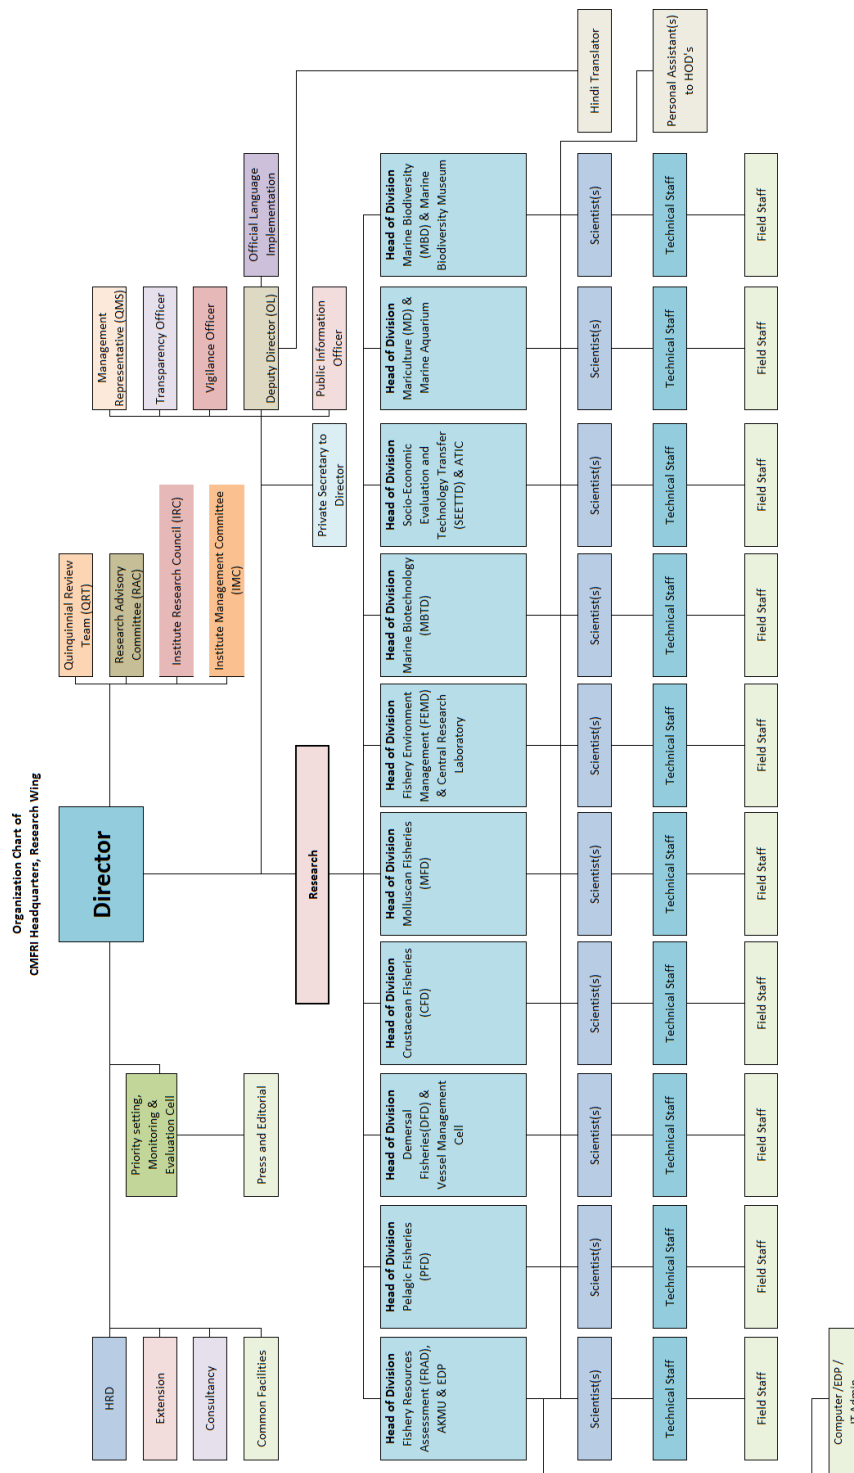 Organization Chart of
CMFRI Headquarters, Research Wing
Director
Quinquinnial Review
Team (QRT)
Research Advisory
Committee (RAC)
Institute Research Council (IRC)
Institute Management Committee
(IMC)
Management
Representative (QMS)
Transparency Officer
Vigilance Officer
Deputy Director (OL)
Public Information
Officer
Official Language
Implementation
Private Secretary to
Director
Hindi Translator
Personal Assistant(s)
to HOD's
Priority setting,
Monitoring &
Evaluation Cell
Press and Editorial
HRD
Extension
Consultancy
Common Facilities
Research
Head of Division
Fishery Resources
Assessment (FRAD),
AKMU & EDP
Head of Division
Pelagic Fisheries
(PFD)
Head of Division
Demersal
Fisheries(DFD) &
Vessel Management
Cell
Head of Division
Crustacean Fisheries
(CFD)
Head of Division
Molluscan Fisheries
(MFD)
Head of Division
Fishery Environment
Management (FEMD)
& Central Research
Laboratory
Head of Division
Marine Biotechnology
(MBTD)
Head of Division
Socio-Economic
Evaluation and
Technology Transfer
(SEETTD) & ATIC
Head of Division
Mariculture (MD) &
Marine Aquarium
Head of Division
Marine Biodiversity
(MBD) & Marine
Biodiversity Museum
Scientist(s)
Scientist(s)
Scientist(s)
Scientist(s)
Scientist(s)
Scientist(s)
Scientist(s)
Scientist(s)
Scientist(s)
Scientist(s)
Technical Staff
Technical Staff
Technical Staff
Technical Staff
Technical Staff
Technical Staff
Technical Staff
Technical Staff
Technical Staff
Technical Staff
Field Staff
Field Staff
Field Staff
Field Staff
Field Staff
Field Staff
Field Staff
Field Staff
Field Staff
Field Staff
Computer /EDP /
IT Admin